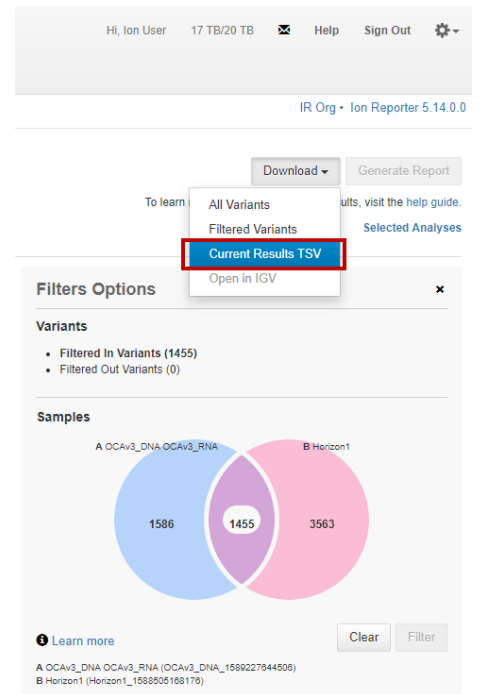 Hi, Ion User 17 TB/20 TB Help Sign Out
IR Org • Ion Reporter 5.14.0.0
Download Generate Report
To learn ults, visit the help guide.
All Variants
Filtered Variants
Selected Analyses
Current Results TSV
Open in IGV
Filters Options ×
Variants
• Filtered In Variants (1455)
• Filtered Out Variants (0)
Samples
A OCAv3_DNA OCAv3_RNA B Horizon1
1586 1455 3563
Clear Filter
Learn more
A OCAv3_DNA OCAv3_RNA (OCAv3_DNA_1589227644506)
B Horizon1 (Horizon1_1588505168176)